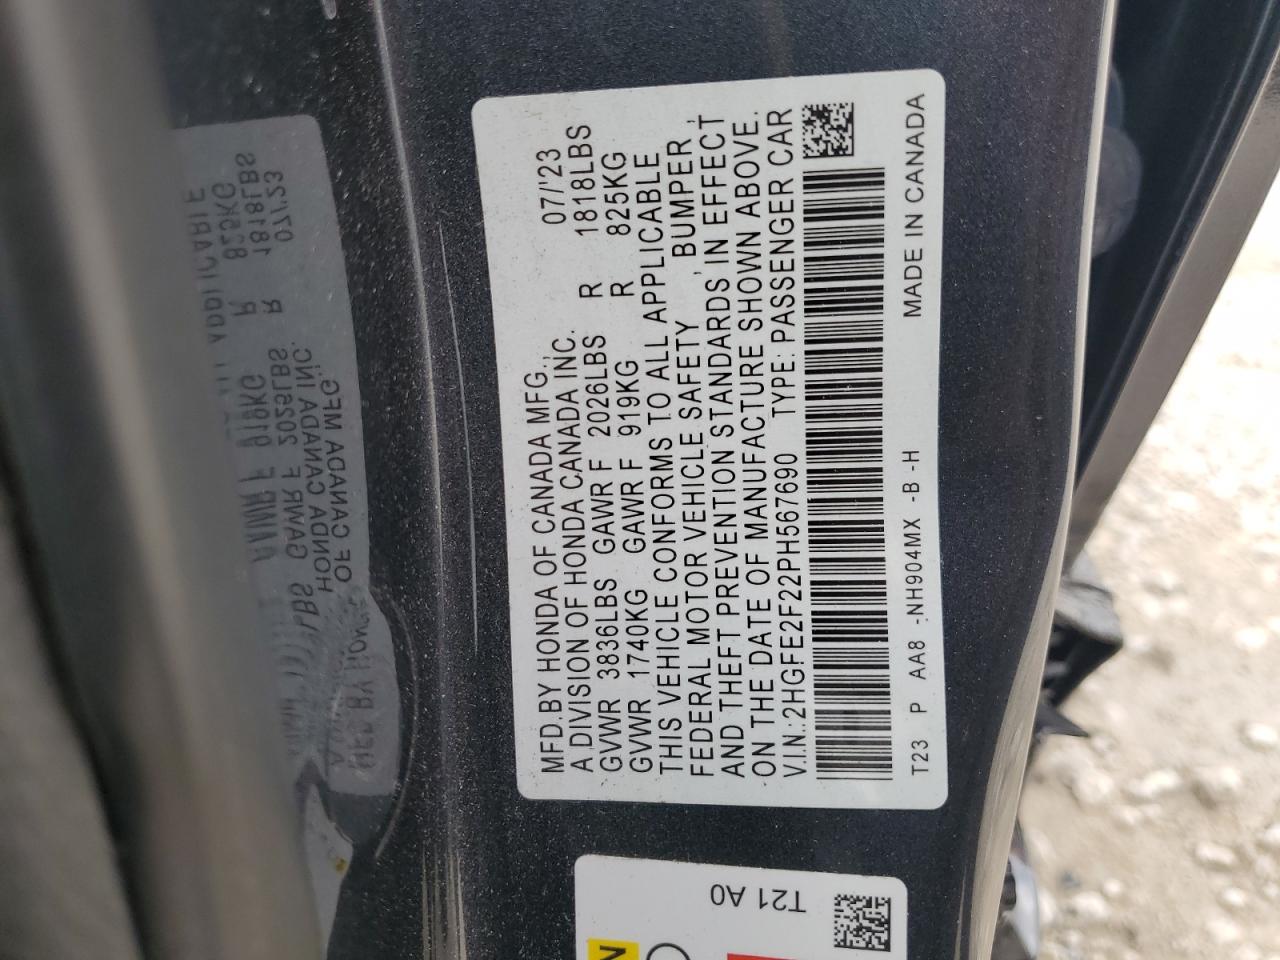 MFD.BY HONDA OF CANADA MFG., 07/'23
A DIVISION OF HONDA CANADA INC.
GVWR 3836LBS GAWR F 2026LBS R 1818LBS
GVWR 1740KG GAWR F 919KG R 825KG
THIS VEHICLE CONFORMS TO ALL APPLICABLE
FEDERAL MOTOR VEHICLE SAFETY , BUMPER ,
AND THEFT PREVENTION STANDARDS IN EFFECT
ON THE DATE OF MANUFACTURE SHOWN ABOVE.
V.I.N.:2HGFE2F22PH567690 TYPE: PASSENGER CAR
T23 P AA8 -NH904MX -B -H MADE IN CANADA
T21 A0